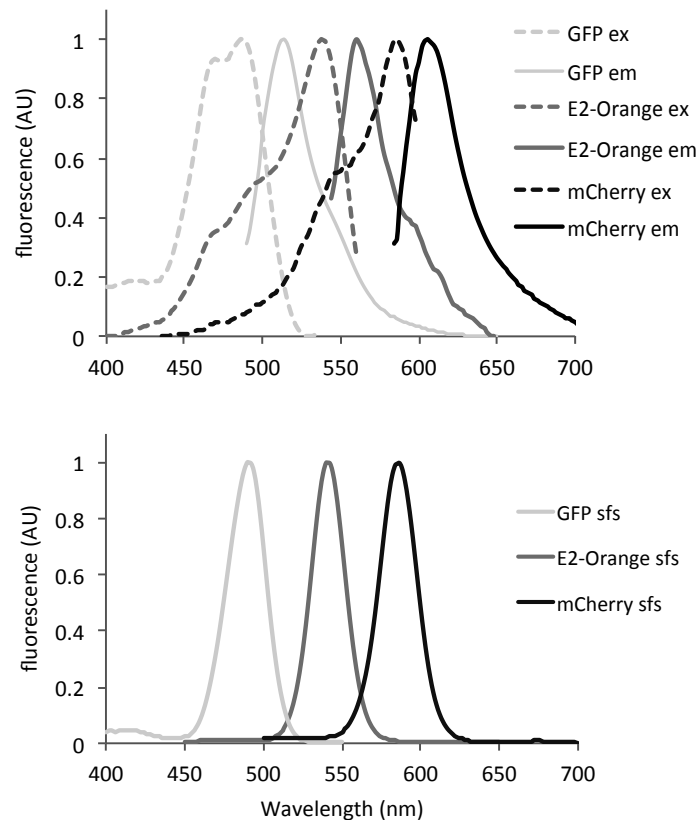 fluorescence (AU)
1
0.8
0.6
0.4
0.2
0
400 450 500 550 600 650 700
GFP ex
GFP em
E2-Orange ex
E2-Orange em
mCherry ex
mCherry em
fluorescence (AU)
1
0.8
0.6
0.4
0.2
0
400 450 500 550 600 650 700
Wavelength (nm)
GFP sfs
E2-Orange sfs
mCherry sfs